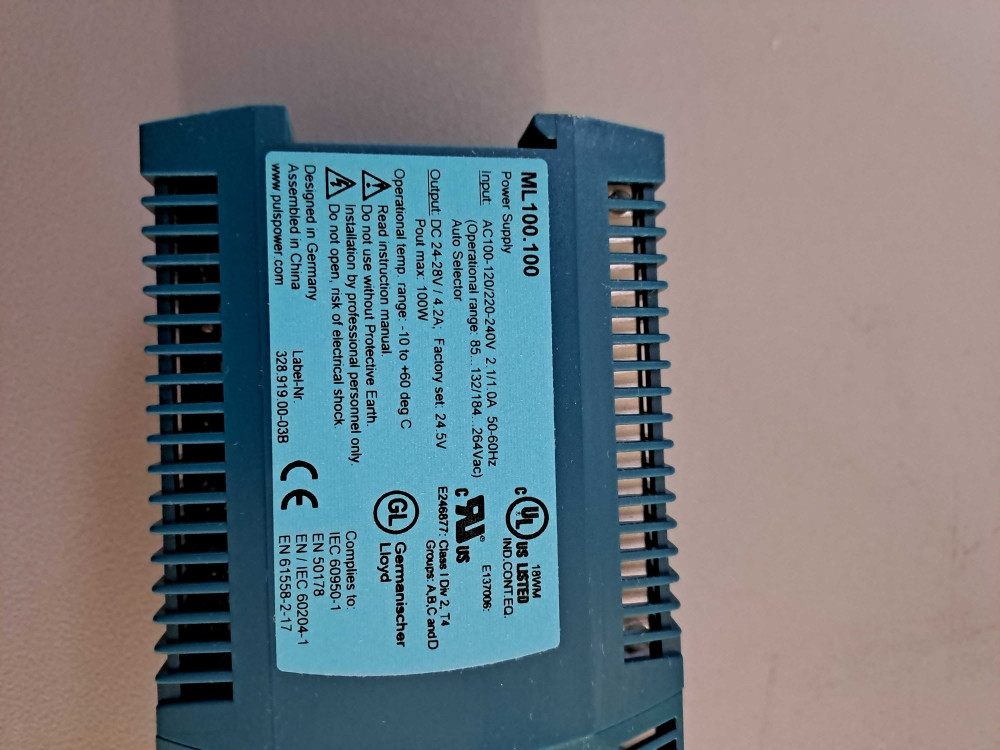 ML100.100
Power Supply
Input: AC100-120/220-240V 2.1/1.0A 50-60Hz
(Operational range: 85...132/184...264Vac)
Auto Selector
Output: DC 24-28V / 4.2A; Factory set: 24.5V
Pout max: 100W
Operational temp. range: -10 to +60 deg C
Read instruction manual.
Do not use without Protective Earth.
Installation by professional personnel only.
Do not open, risk of electrical shock
Designed in Germany
Assembled in China
www.pulspower.com
Label-Nr.
328.919.00-03B
18WM
c UL US LISTED
IND.CONT.EQ.
E137006:
c RU ® US
E246877: Class I Div 2, T4
Groups: A,B,C and D
GL Germanischer
Lloyd
CE
Complies to:
IEC 60950-1
EN 50178
EN / IEC 60204-1
EN 61558-2-17